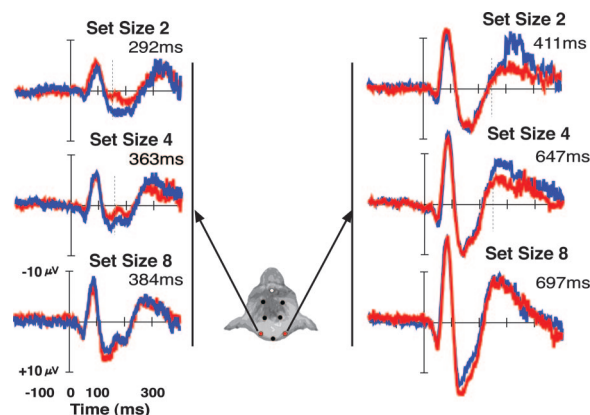 Set Size 2
292ms
Set Size 4
363ms
Set Size 8
384ms
-10 μV
+10 μV
-100 0 100 300
Time (ms)
Set Size 2
411ms
Set Size 4
647ms
Set Size 8
697ms